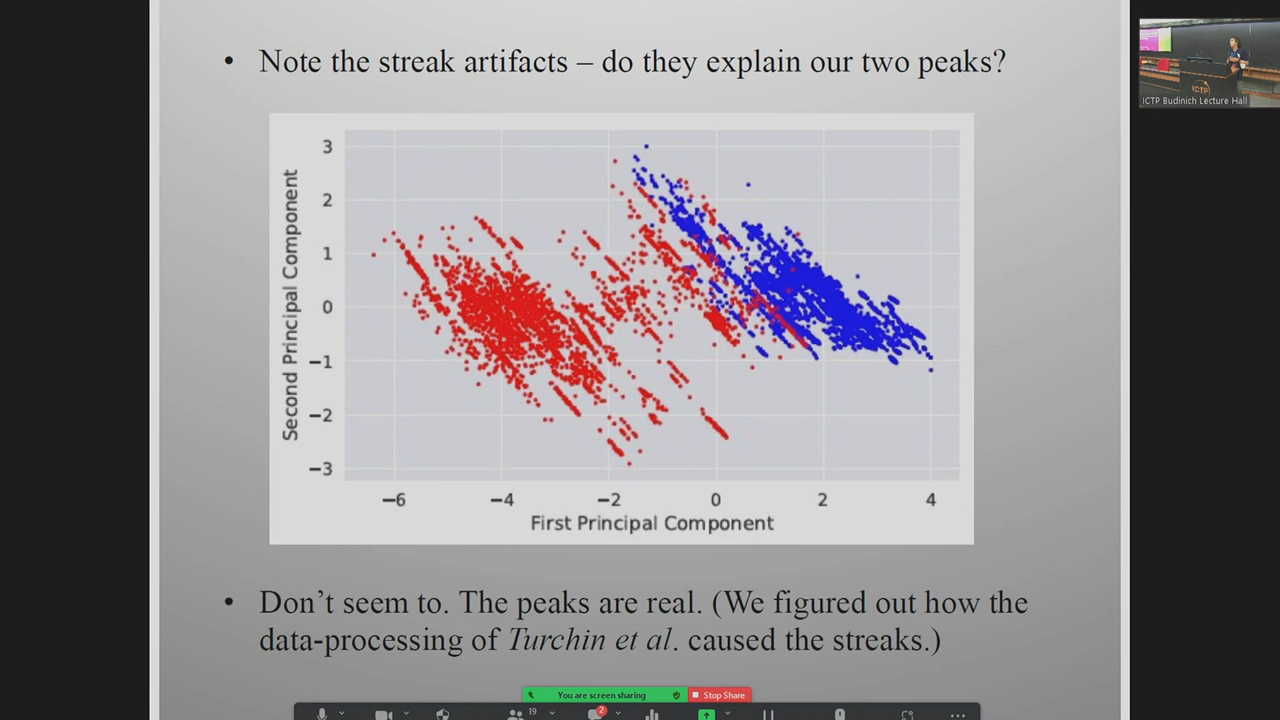 • Note the streak artifacts – do they explain our two peaks?
ICTP
ICTP Budinich Lecture Hall
3
2
1
0
−1
−2
−3
Second Principal Component
−6 −4 −2 0 2 4
First Principal Component
• Don’t seem to. The peaks are real. (We figured out how the
data-processing of Turchin et al. caused the streaks.)
You are screen sharing Stop Share
19 2